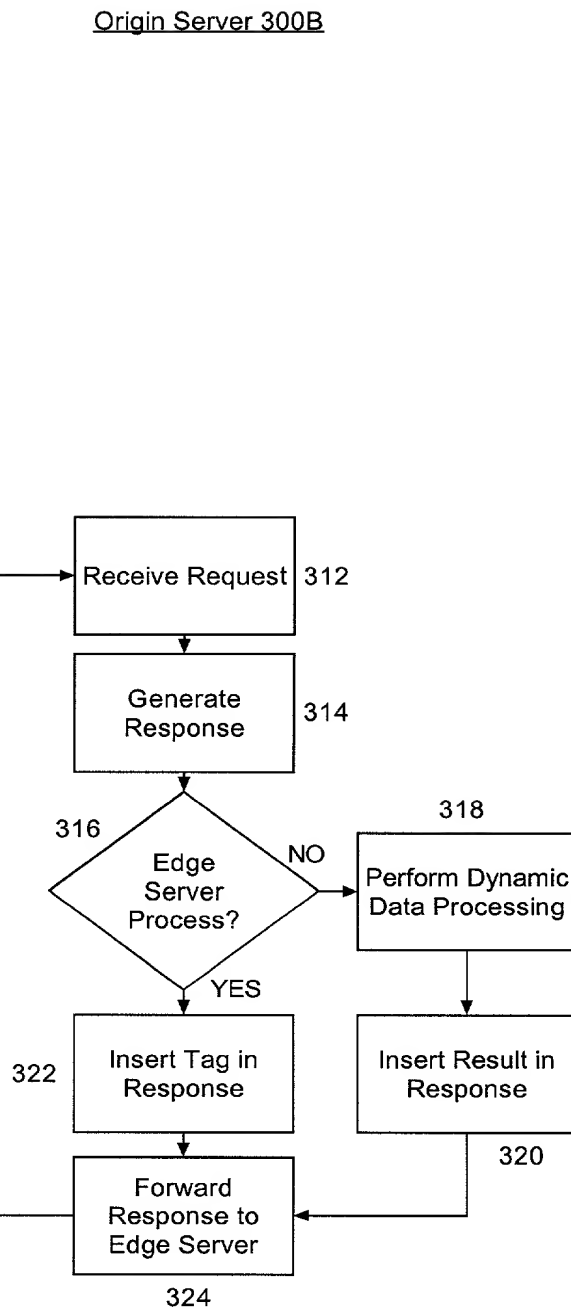 Origin Server 300B
Receive Request
312
Generate
Response
314
316
Edge
Server
Process?
NO
318
Perform Dynamic
Data Processing
YES
322
Insert Tag in
Response
Insert Result in
Response
320
Forward
Response to
Edge Server
324